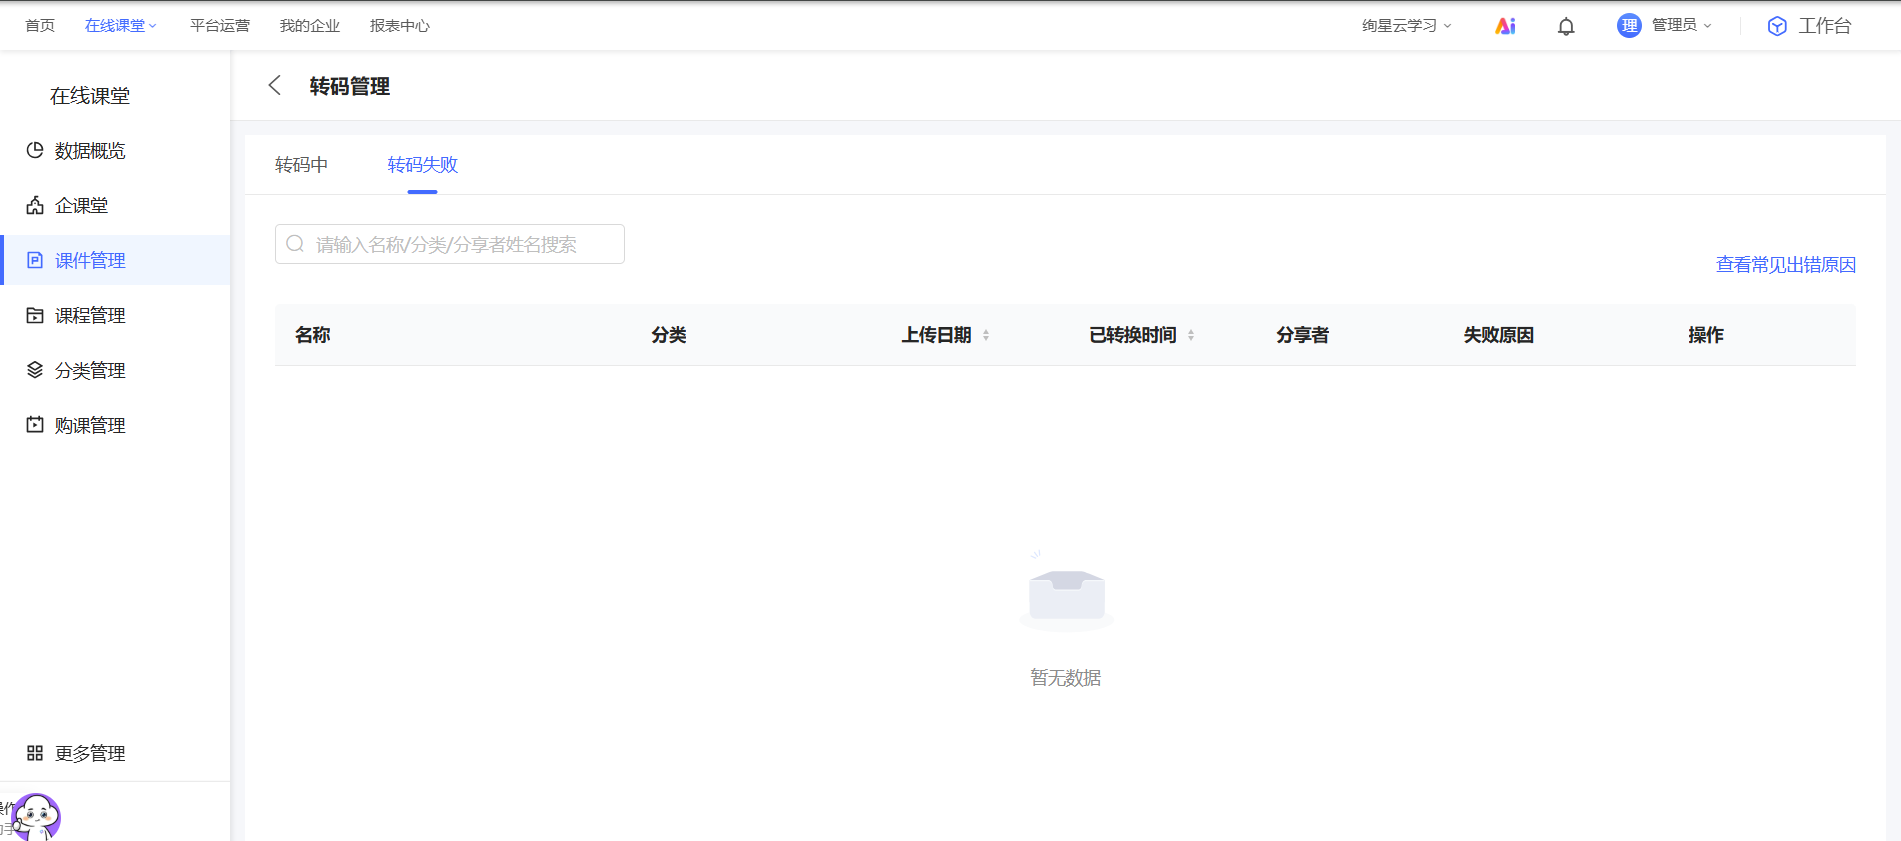 首页 在线课堂 平台运营 我的企业 报表中心 绚星云学习 Ai 理 管理员 工作台
在线课堂
数据概览
企课堂
课件管理
课程管理
分类管理
购课管理
更多管理
转码管理
转码中 转码失败
请输入名称/分类/分享者姓名搜索
查看常见出错原因
名称 分类 上传日期 已转换时间 分享者 失败原因 操作
暂无数据